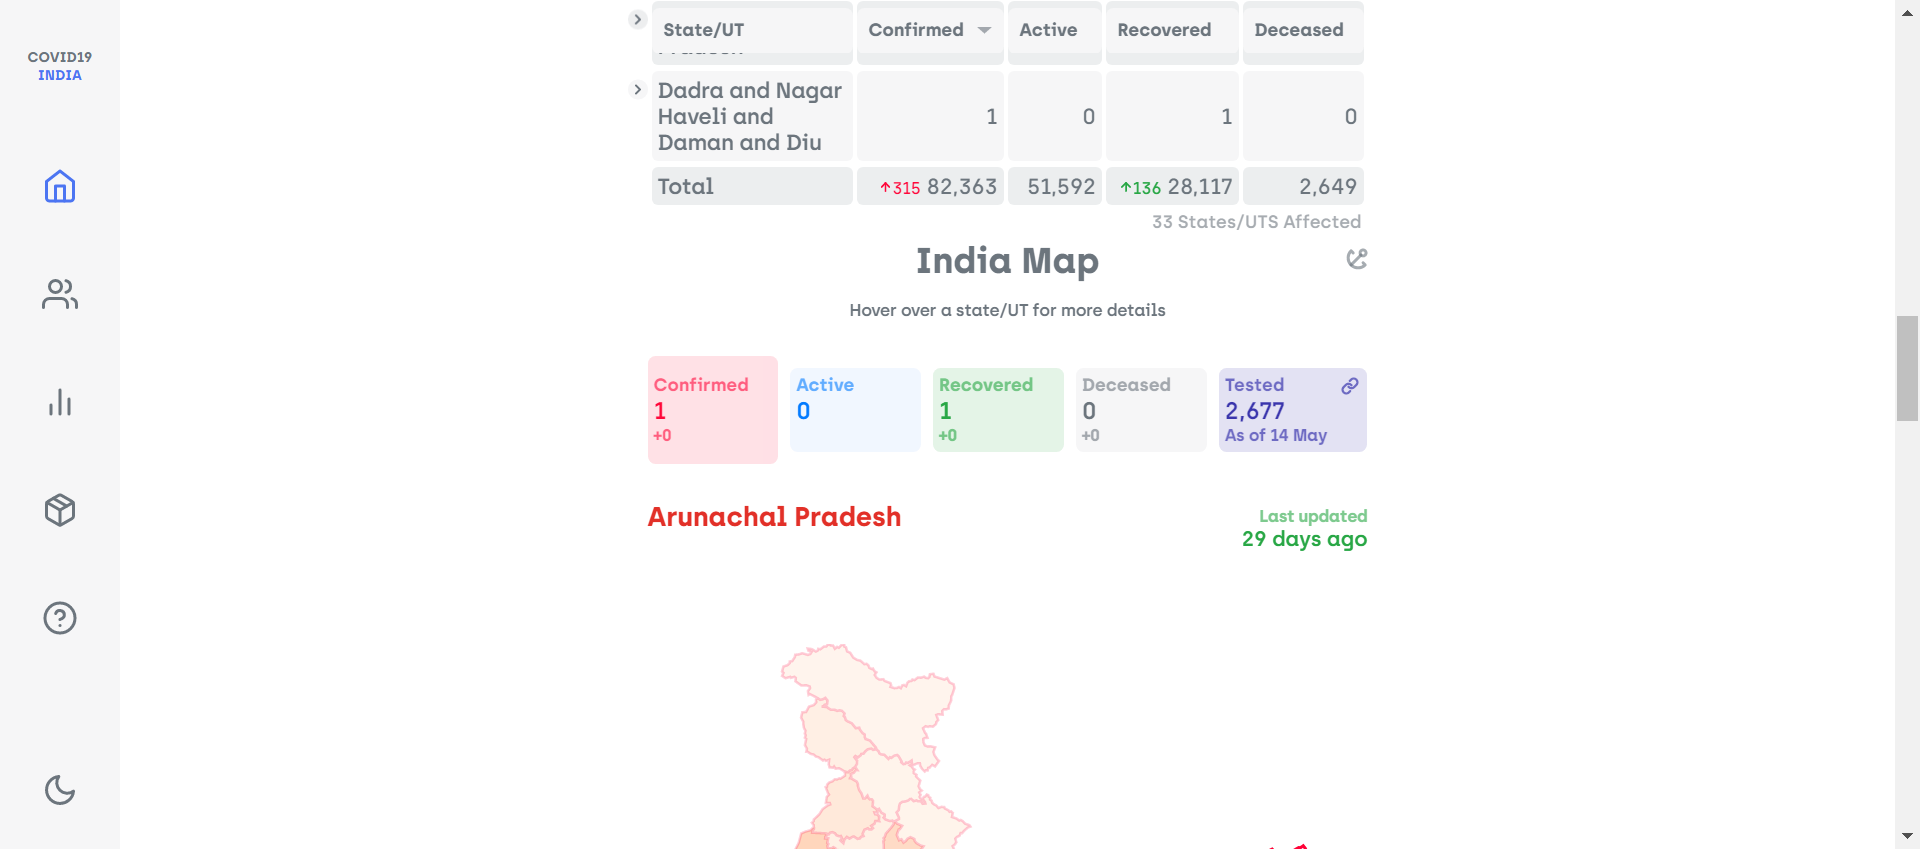 COVID19
INDIA
State/UT Confirmed Active Recovered Deceased
Dadra and Nagar
Haveli and
Daman and Diu
1 0 1 0
Total 315 82,363 51,592 136 28,117 2,649
33 States/UTS Affected
India Map
Hover over a state/UT for more details
Confirmed
1
+0
Active
0
Recovered
1
+0
Deceased
0
+0
Tested
2,677
As of 14 May
Arunachal Pradesh
Last updated
29 days ago